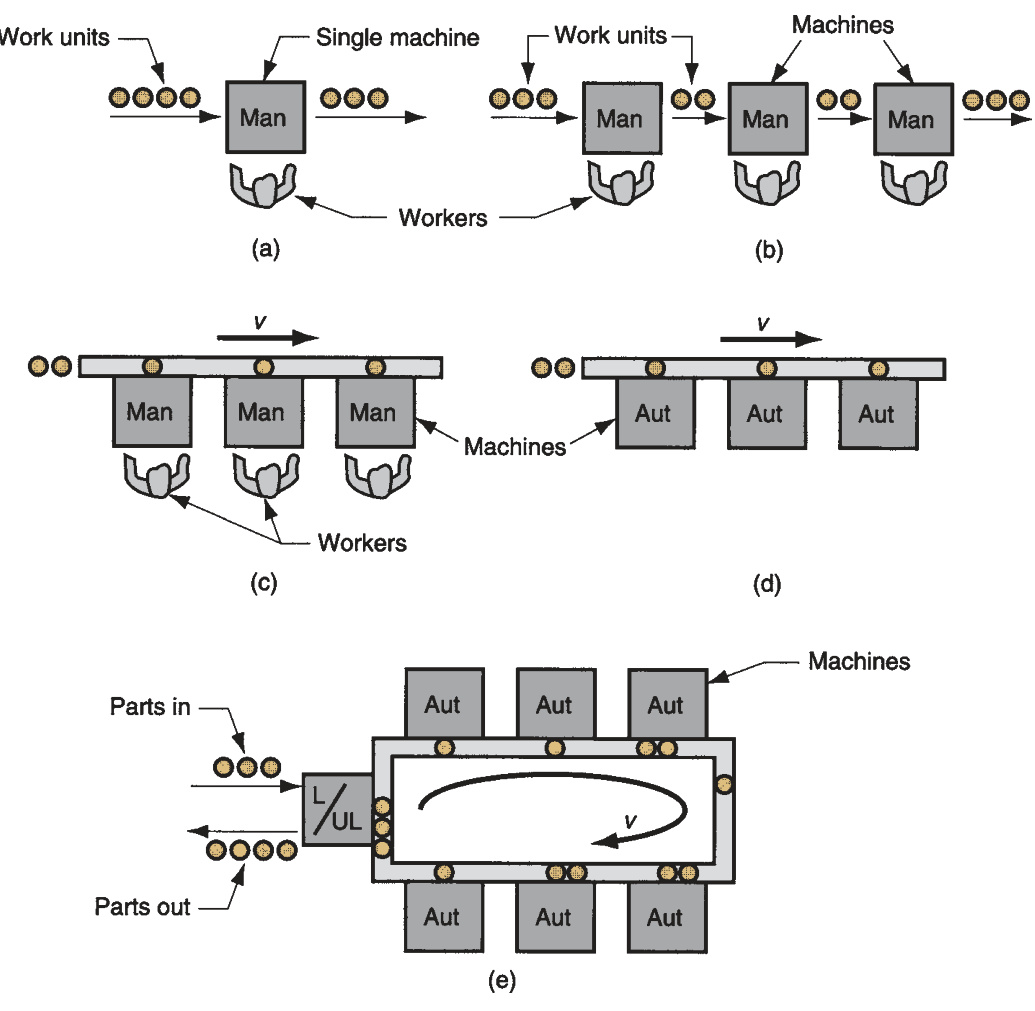 Work units
Single machine
Work units
Machines
Man
Man
Man
Man
Workers
(a)
(b)
v
v
Man
Man
Man
Aut
Aut
Aut
Machines
Workers
(c)
(d)
Machines
Aut
Aut
Aut
Parts in
L/UL
v
Parts out
Aut
Aut
Aut
(e)